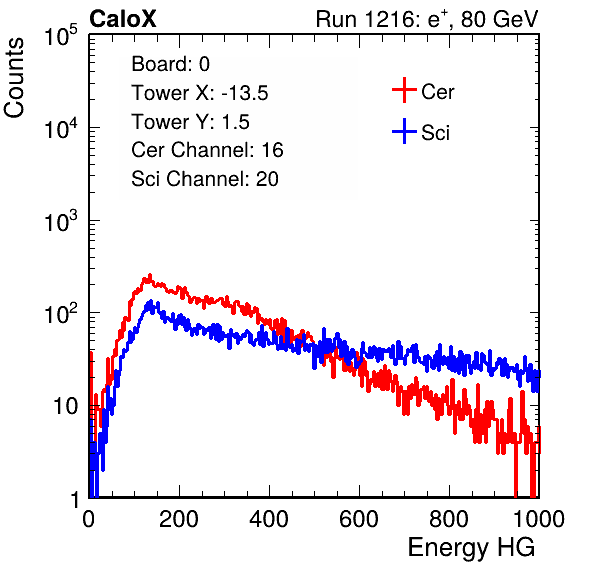 CaloX
Run 1216: e+, 80 GeV
Counts
10^5
10^4
10^3
10^2
10
1
Board: 0
Tower X: -13.5
Tower Y: 1.5
Cer Channel: 16
Sci Channel: 20
Cer
Sci
0 200 400 600 800 1000
Energy HG